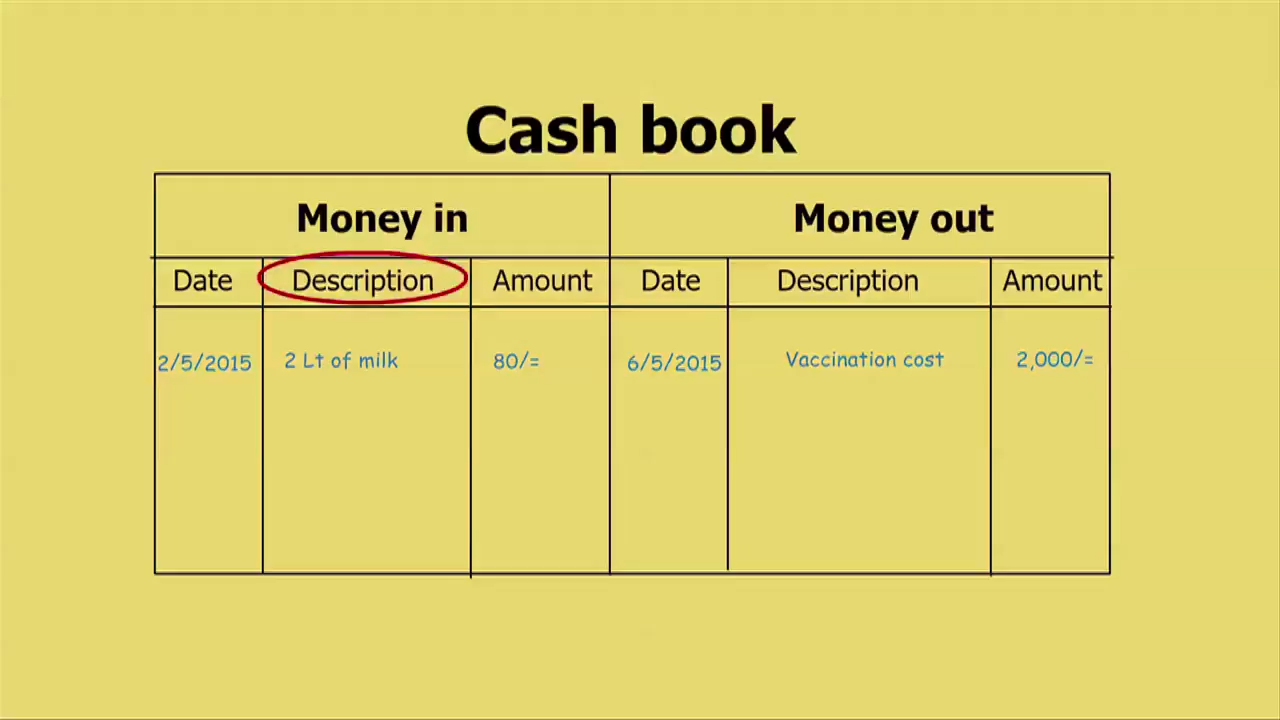 Cash book
Money in Money out
Date Description Amount Date Description Amount
2/5/2015 2 Lt of milk 80/= 6/5/2015 Vaccination cost 2,000/=